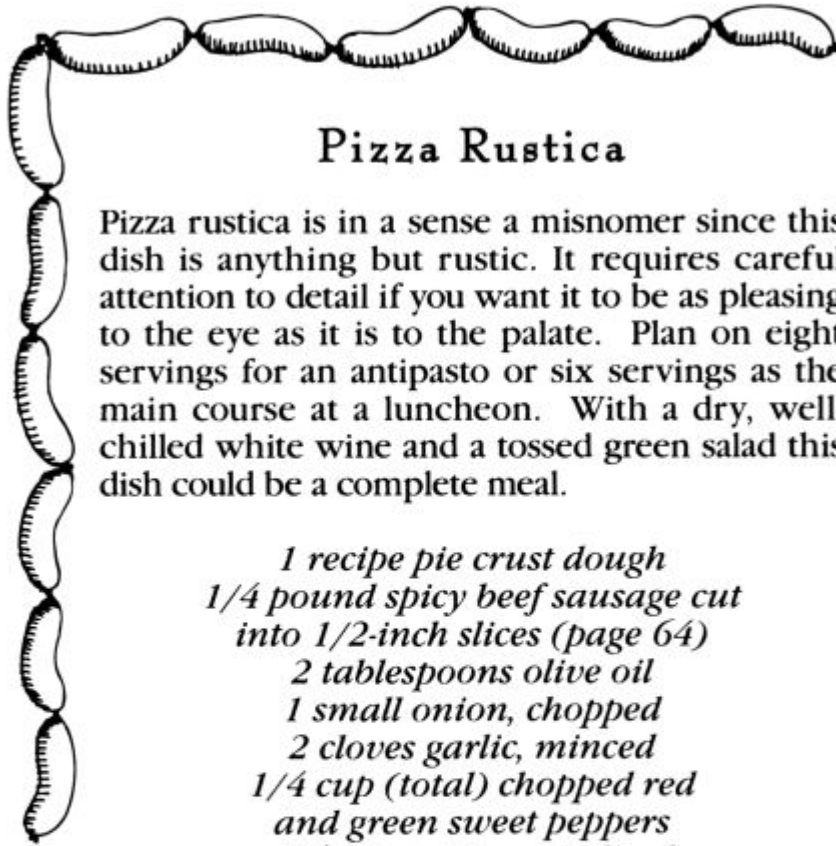 Pizza Rustica
Pizza rustica is in a sense a misnomer since this
dish is anything but rustic. It requires careful
attention to detail if you want it to be as pleasing
to the eye as it is to the palate. Plan on eight
servings for an antipasto or six servings as the
main course at a luncheon. With a dry, well
chilled white wine and a tossed green salad this
dish could be a complete meal.
1 recipe pie crust dough
1/4 pound spicy beef sausage cut
into 1/2-inch slices (page 64)
2 tablespoons olive oil
1 small onion, chopped
2 cloves garlic, minced
1/4 cup (total) chopped red
and green sweet peppers